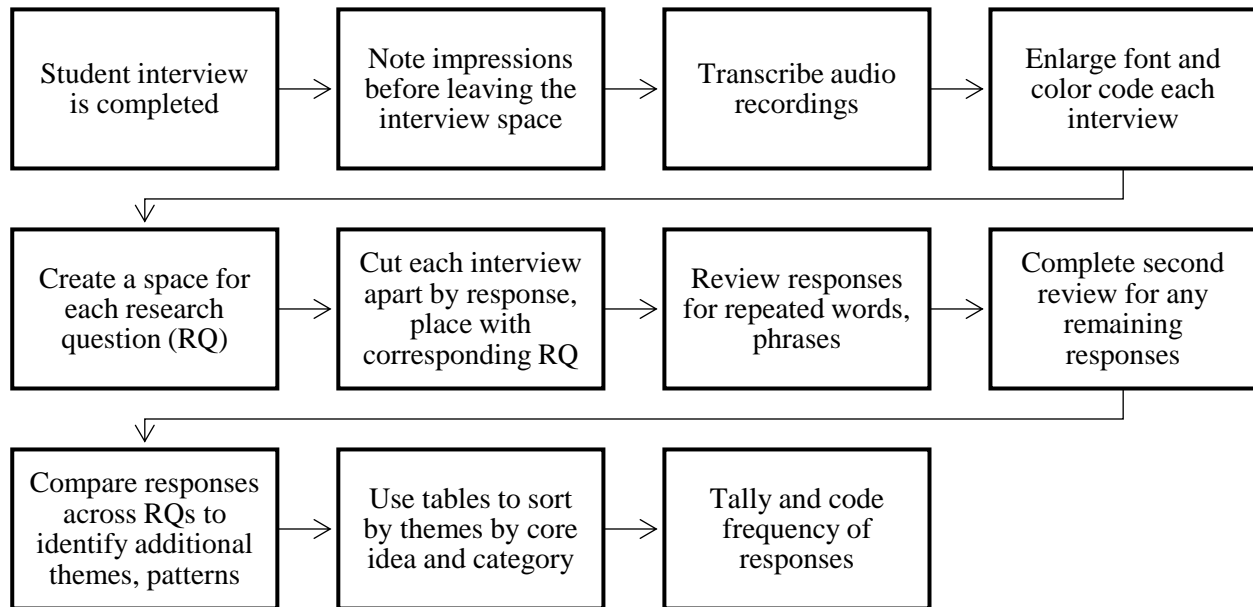 Student interview
is completed
Note impressions
before leaving the
interview space
Transcribe audio
recordings
Enlarge font and
color code each
interview
Create a space for
each research
question (RQ)
Cut each interview
apart by response,
place with
corresponding RQ
Review responses
for repeated words,
phrases
Complete second
review for any
remaining
responses
Compare responses
across RQs to
identify additional
themes, patterns
Use tables to sort
by themes by core
idea and category
Tally and code
frequency of
responses